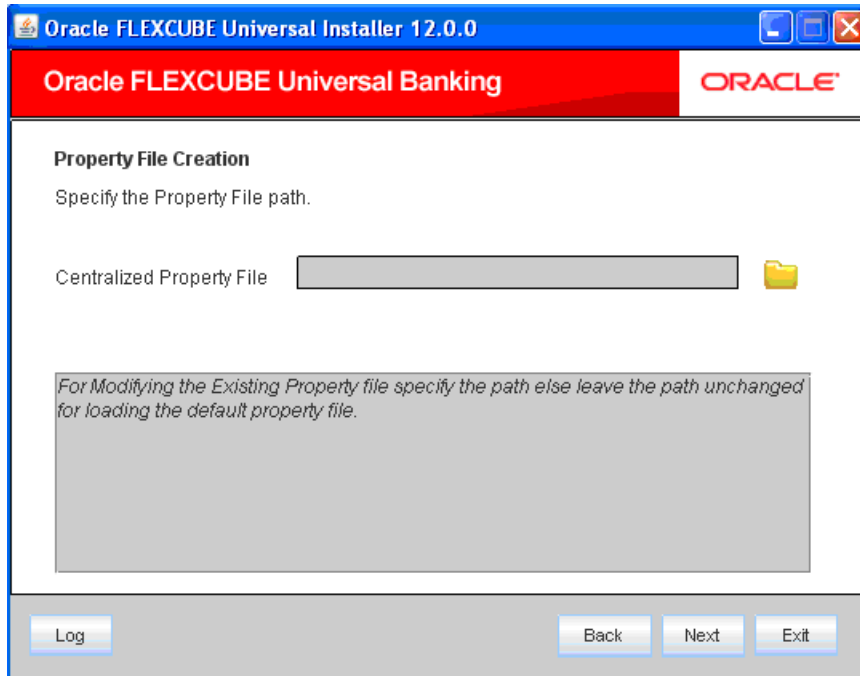 Oracle FLEXCUBE Universal Installer 12.0.0
Oracle FLEXCUBE Universal Banking
ORACLE
Property File Creation
Specify the Property File path.
Centralized Property File
For Modifying the Existing Property file specify the path else leave the path unchanged
for loading the default property file.
Log
Back
Next
Exit